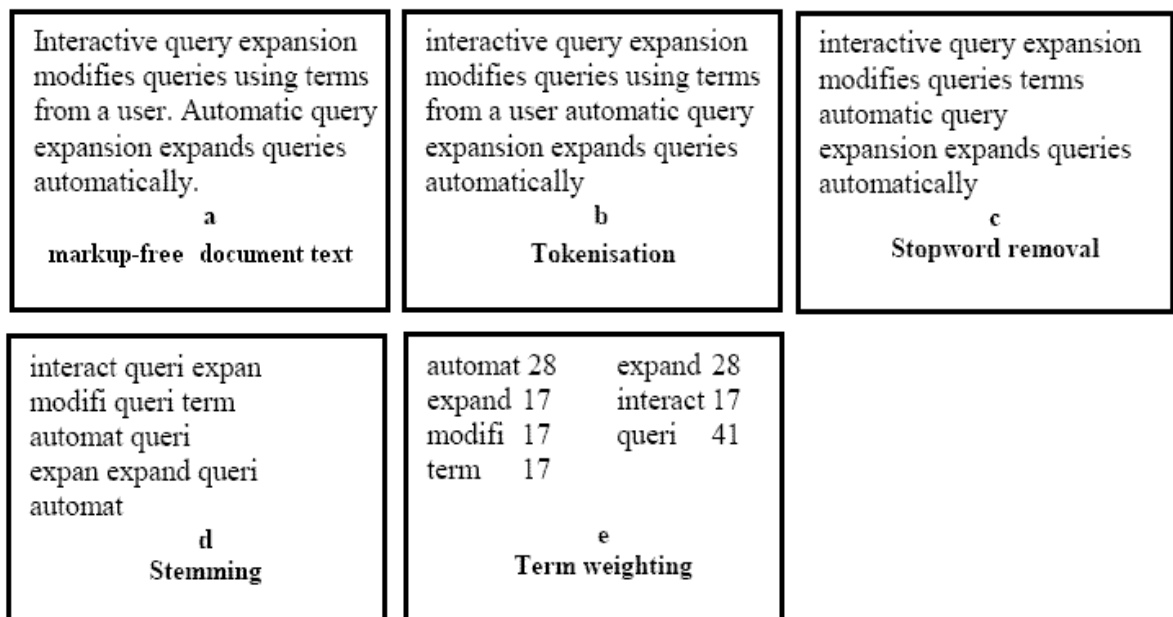 Interactive query expansion
modifies queries using terms
from a user. Automatic query
expansion expands queries
automatically.
a
markup-free document text
interactive query expansion
modifies queries using terms
from a user automatic query
expansion expands queries
automatically
b
Tokenisation
interactive query expansion
modifies queries terms
automatic query
expansion expands queries
automatically
c
Stopword removal
interact queri expan
modifi queri term
automat queri
expan expand queri
automat
d
Stemming
automat 28 expand 28
expand 17 interact 17
modifi 17 queri 41
term 17
e
Term weighting